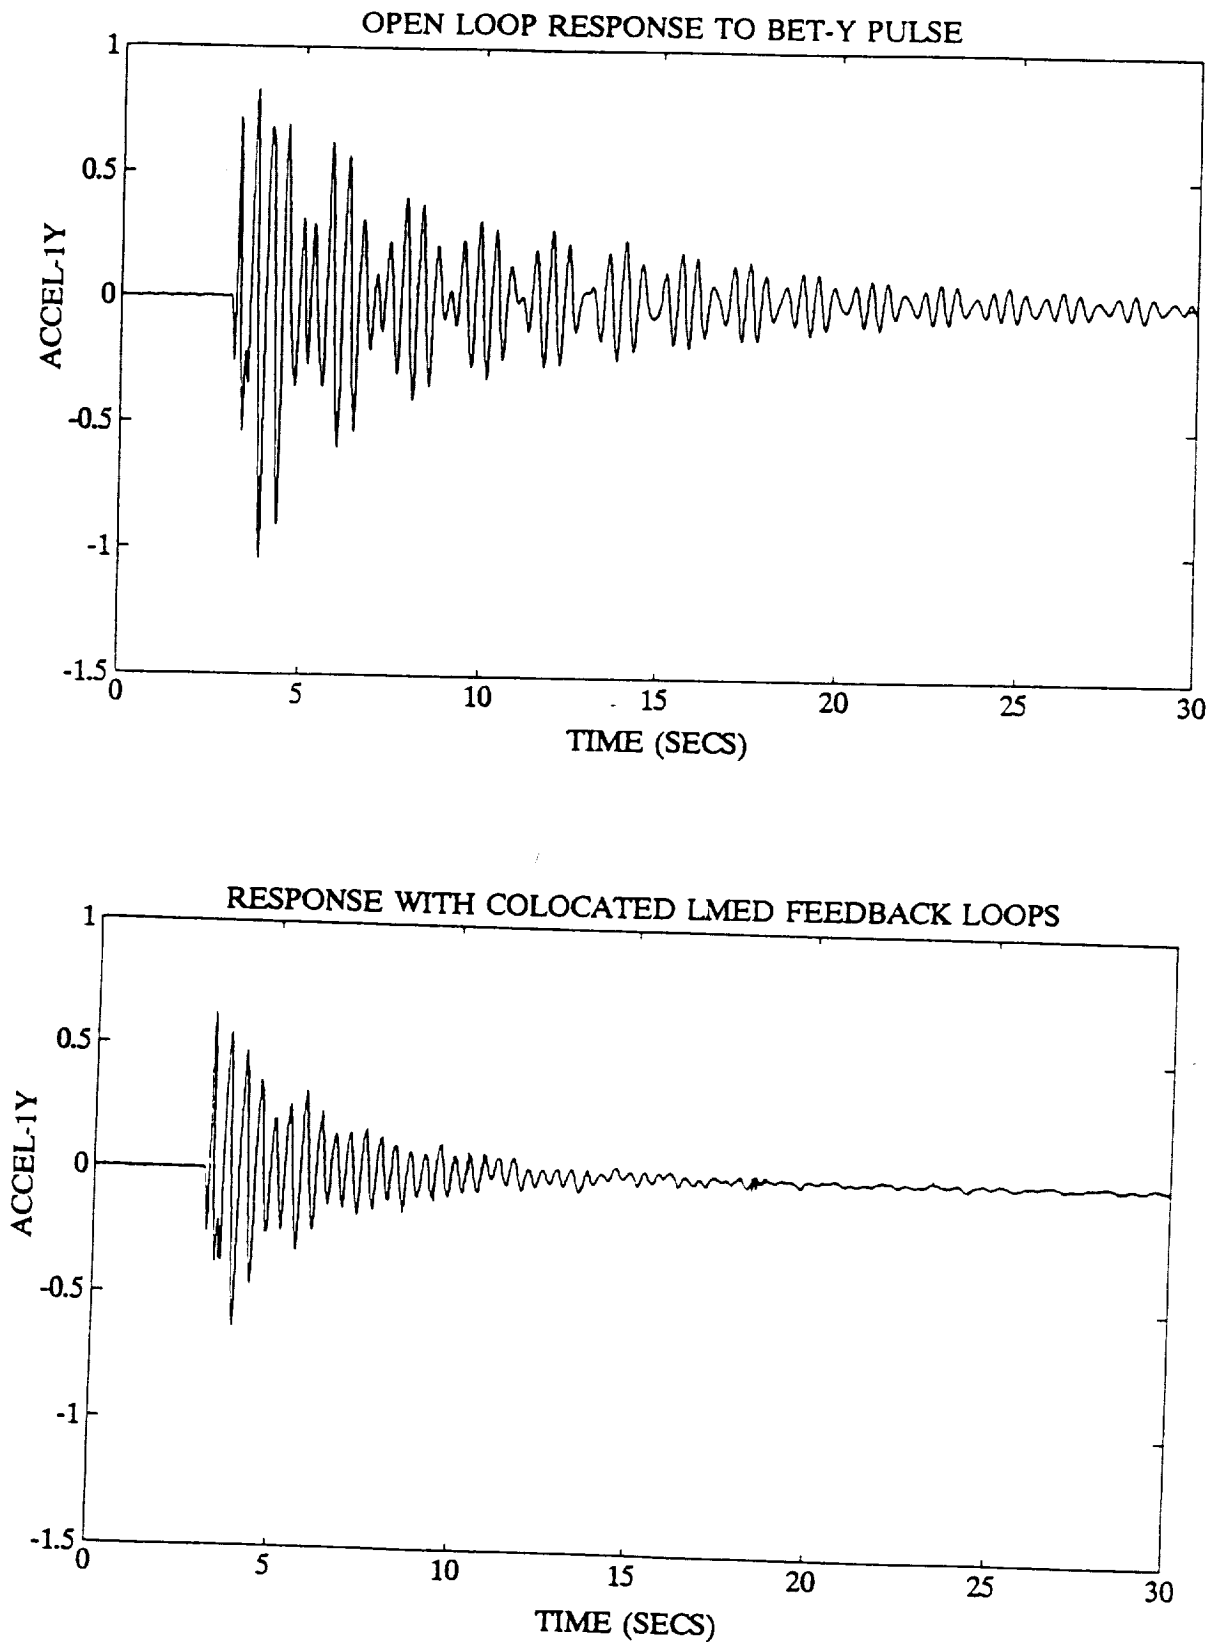 OPEN LOOP RESPONSE TO BET-Y PULSE
1
0.5
0
-0.5
-1
-1.5
ACCEL-1Y
0 5 10 15 20 25 30
TIME (SECS)
RESPONSE WITH COLOCATED LMED FEEDBACK LOOPS
1
0.5
0
-0.5
-1
-1.5
ACCEL-1Y
0 5 10 15 20 25 30
TIME (SECS)